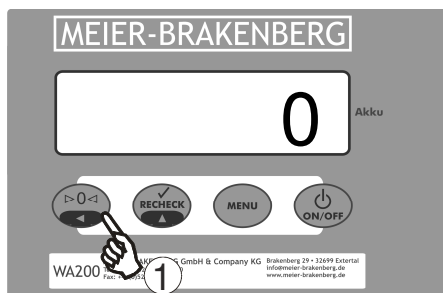 MEIER-BRAKENBERG
0
Akku
▷0◁
RECHECK
MENU
ON/OFF
WA200
GmbH & Company KG
Brakenberg 29 • 32699 Extertal
info@meier-brakenberg.de
www.meier-brakenberg.de
Fax:
1